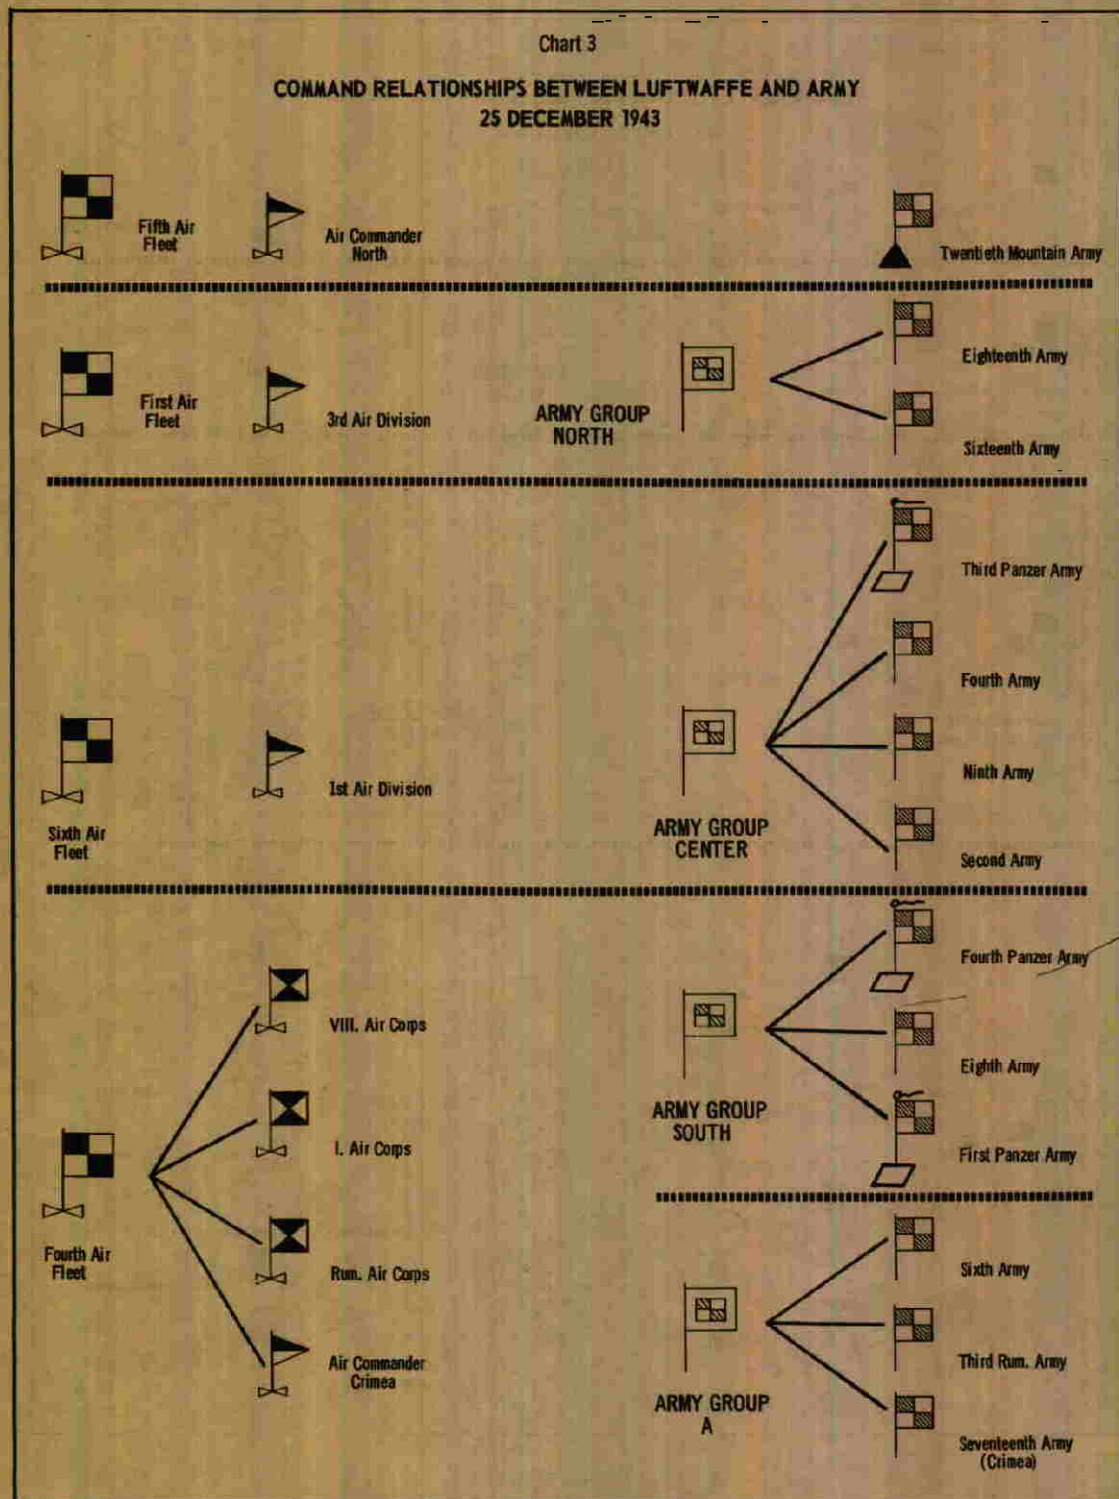 Chart 3
COMMAND RELATIONSHIPS BETWEEN LUFTWAFFE AND ARMY
25 DECEMBER 1943
Fifth Air
Fleet
Air Commander
North
Twentieth Mountain Army
First Air
Fleet
3rd Air Division
ARMY GROUP
NORTH
Eighteenth Army
Sixteenth Army
Sixth Air
Fleet
1st Air Division
ARMY GROUP
CENTER
Third Panzer Army
Fourth Army
Ninth Army
Second Army
Fourth Air
Fleet
VIII. Air Corps
I. Air Corps
Rum. Air Corps
Air Commander
Crimea
ARMY GROUP
SOUTH
Fourth Panzer Army
Eighth Army
First Panzer Army
ARMY GROUP
A
Sixth Army
Third Rum. Army
Seventeenth Army
(Crimea)